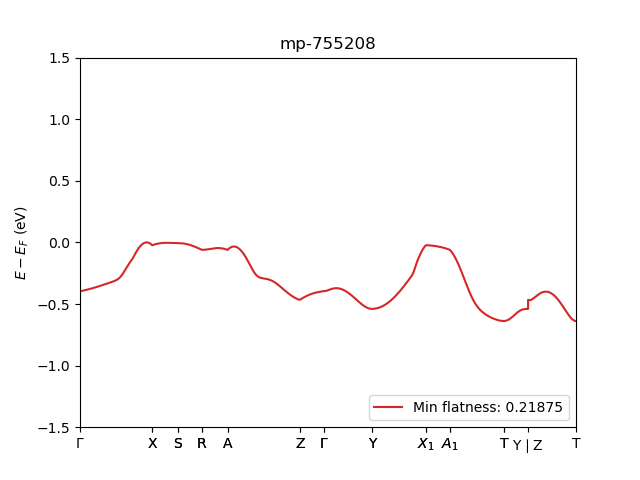 mp-755208
1.5
1.0
0.5
0.0
−0.5
−1.0
−1.5
E − E_F (eV)
Min flatness: 0.21875
Γ X S R A Z Γ Y X₁ A₁ T Y | Z T